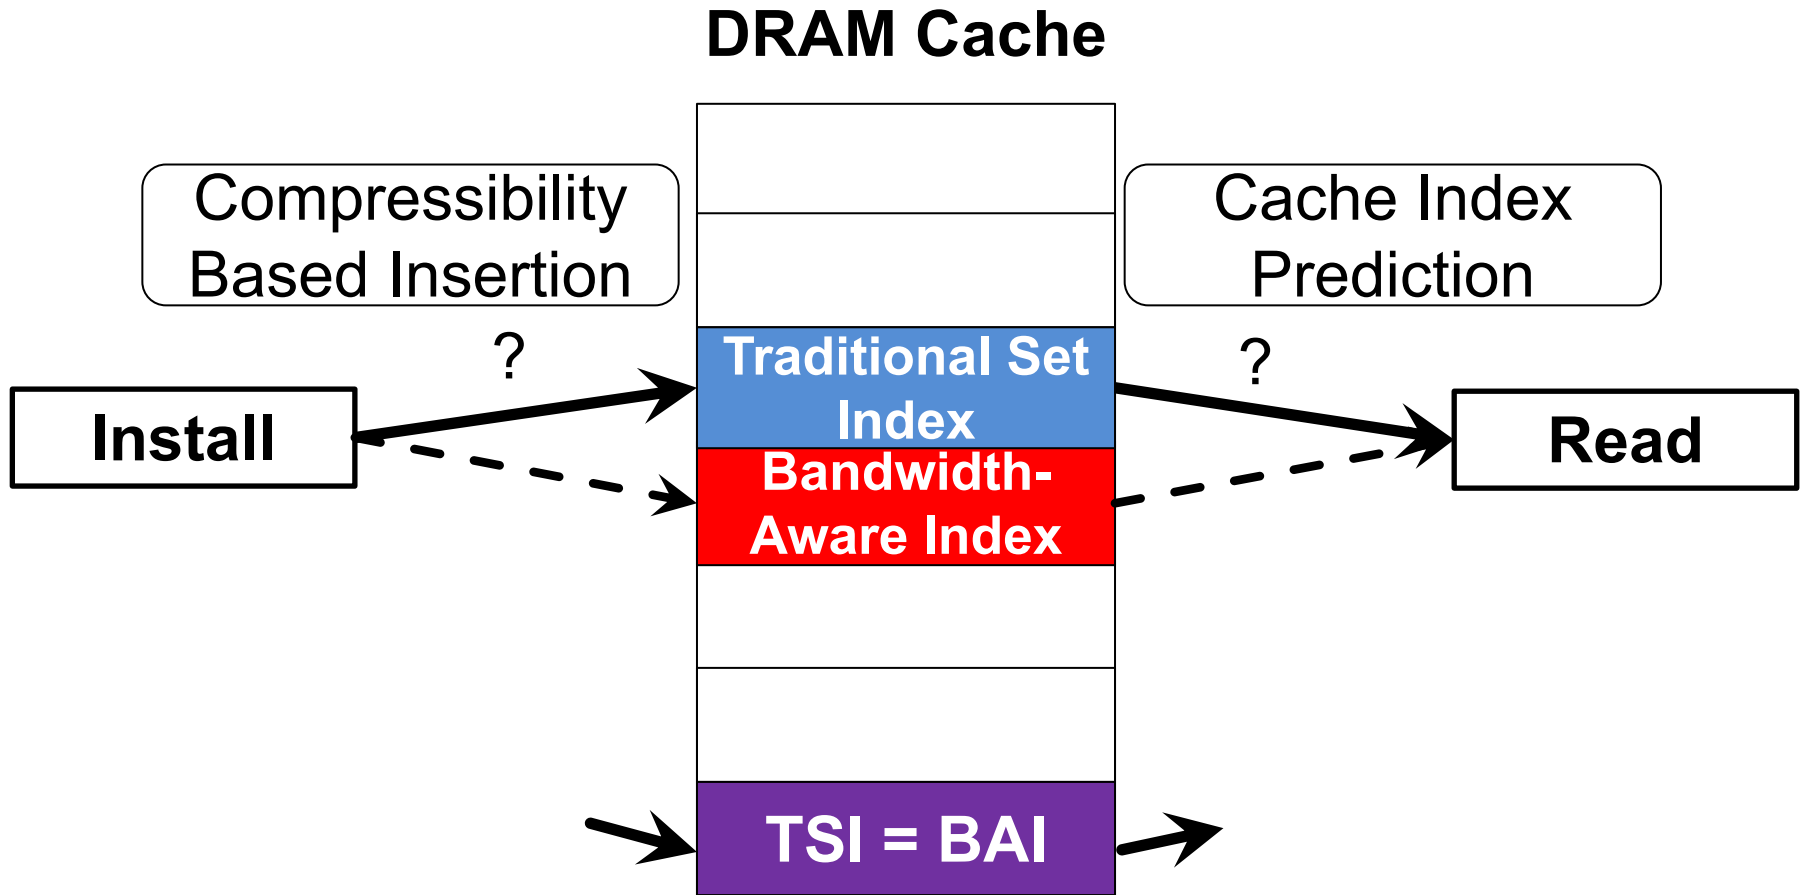 DRAM Cache
Compressibility
Based Insertion
Cache Index
Prediction
?
?
Traditional Set
Index
Install
Read
Bandwidth-
Aware Index
TSI = BAI